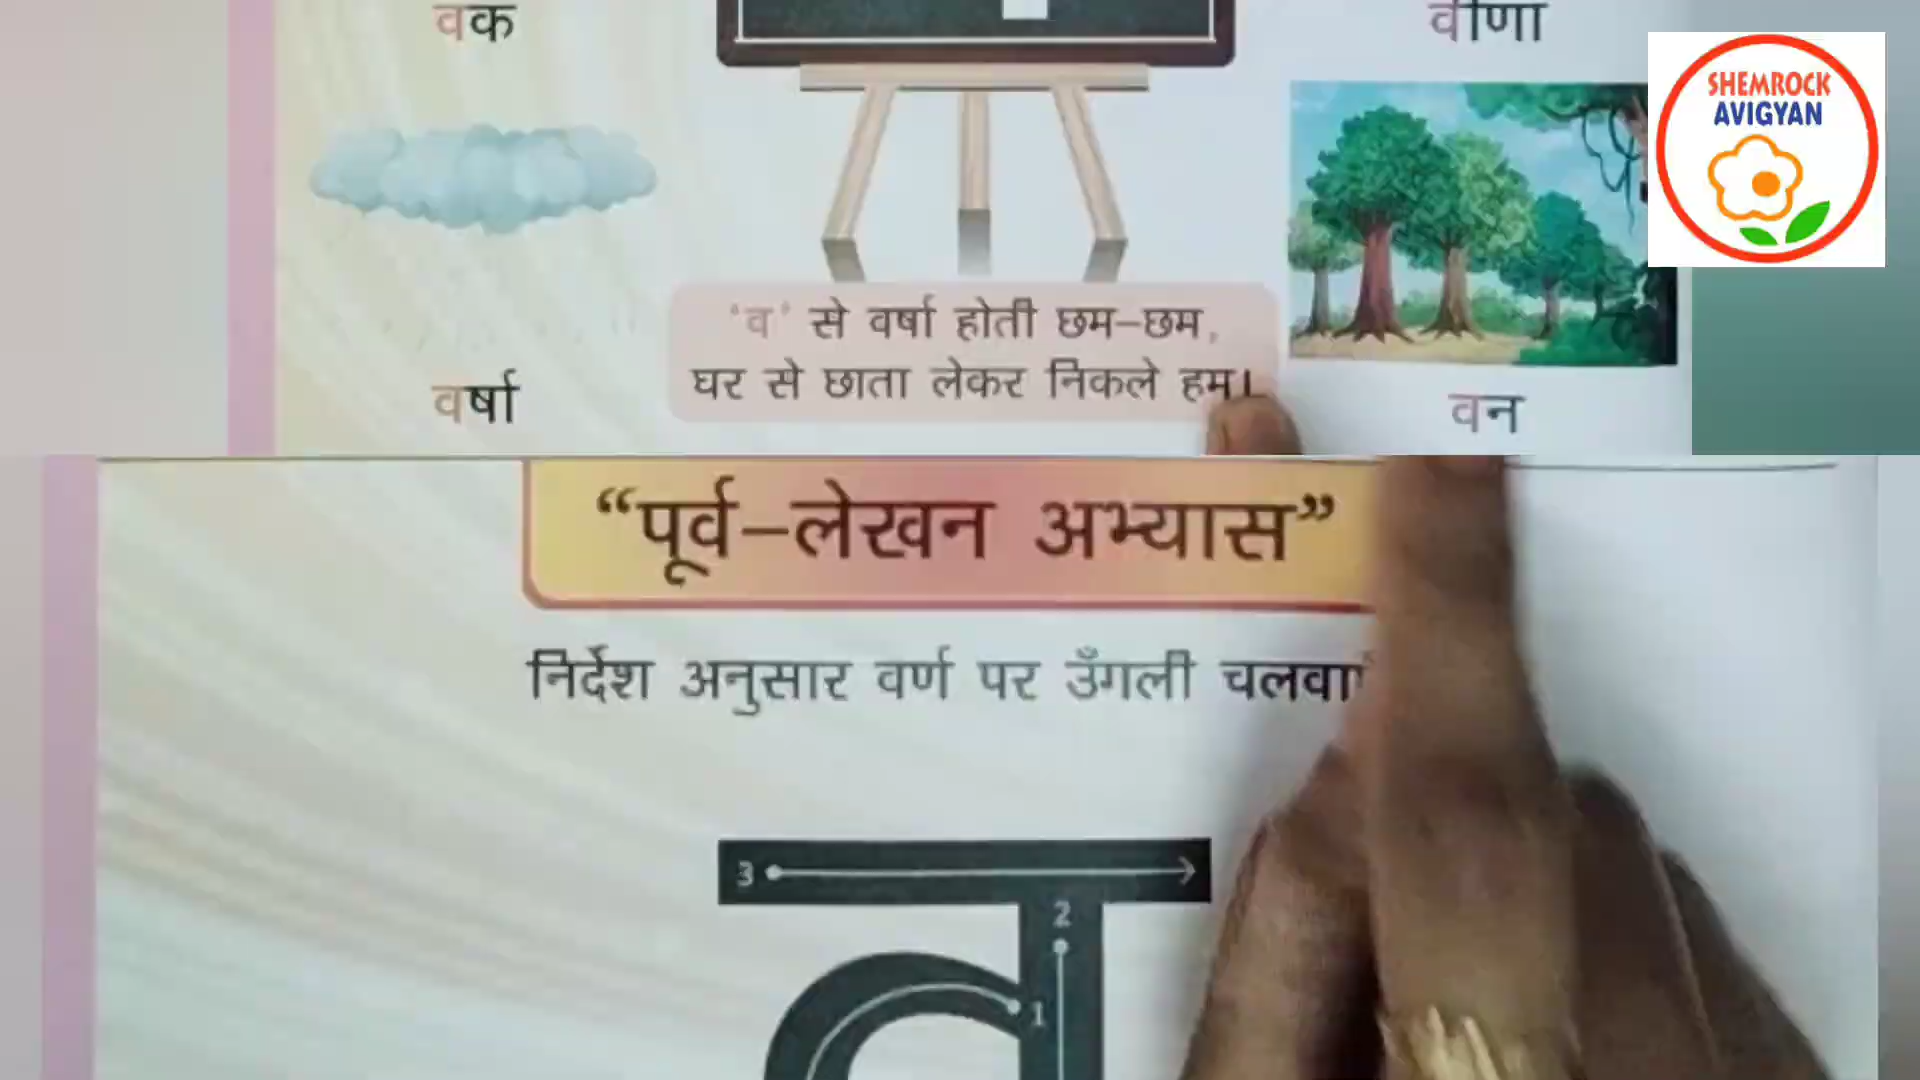 वक
वीणा
SHEMROCK
AVIGYAN
'व' से वर्षा होती छम-छम,
घर से छाता लेकर निकले हम।
वर्षा
वन
“पूर्व-लेखन अभ्यास”
निर्देश अनुसार वर्ण पर उँगली
3
2
1
व